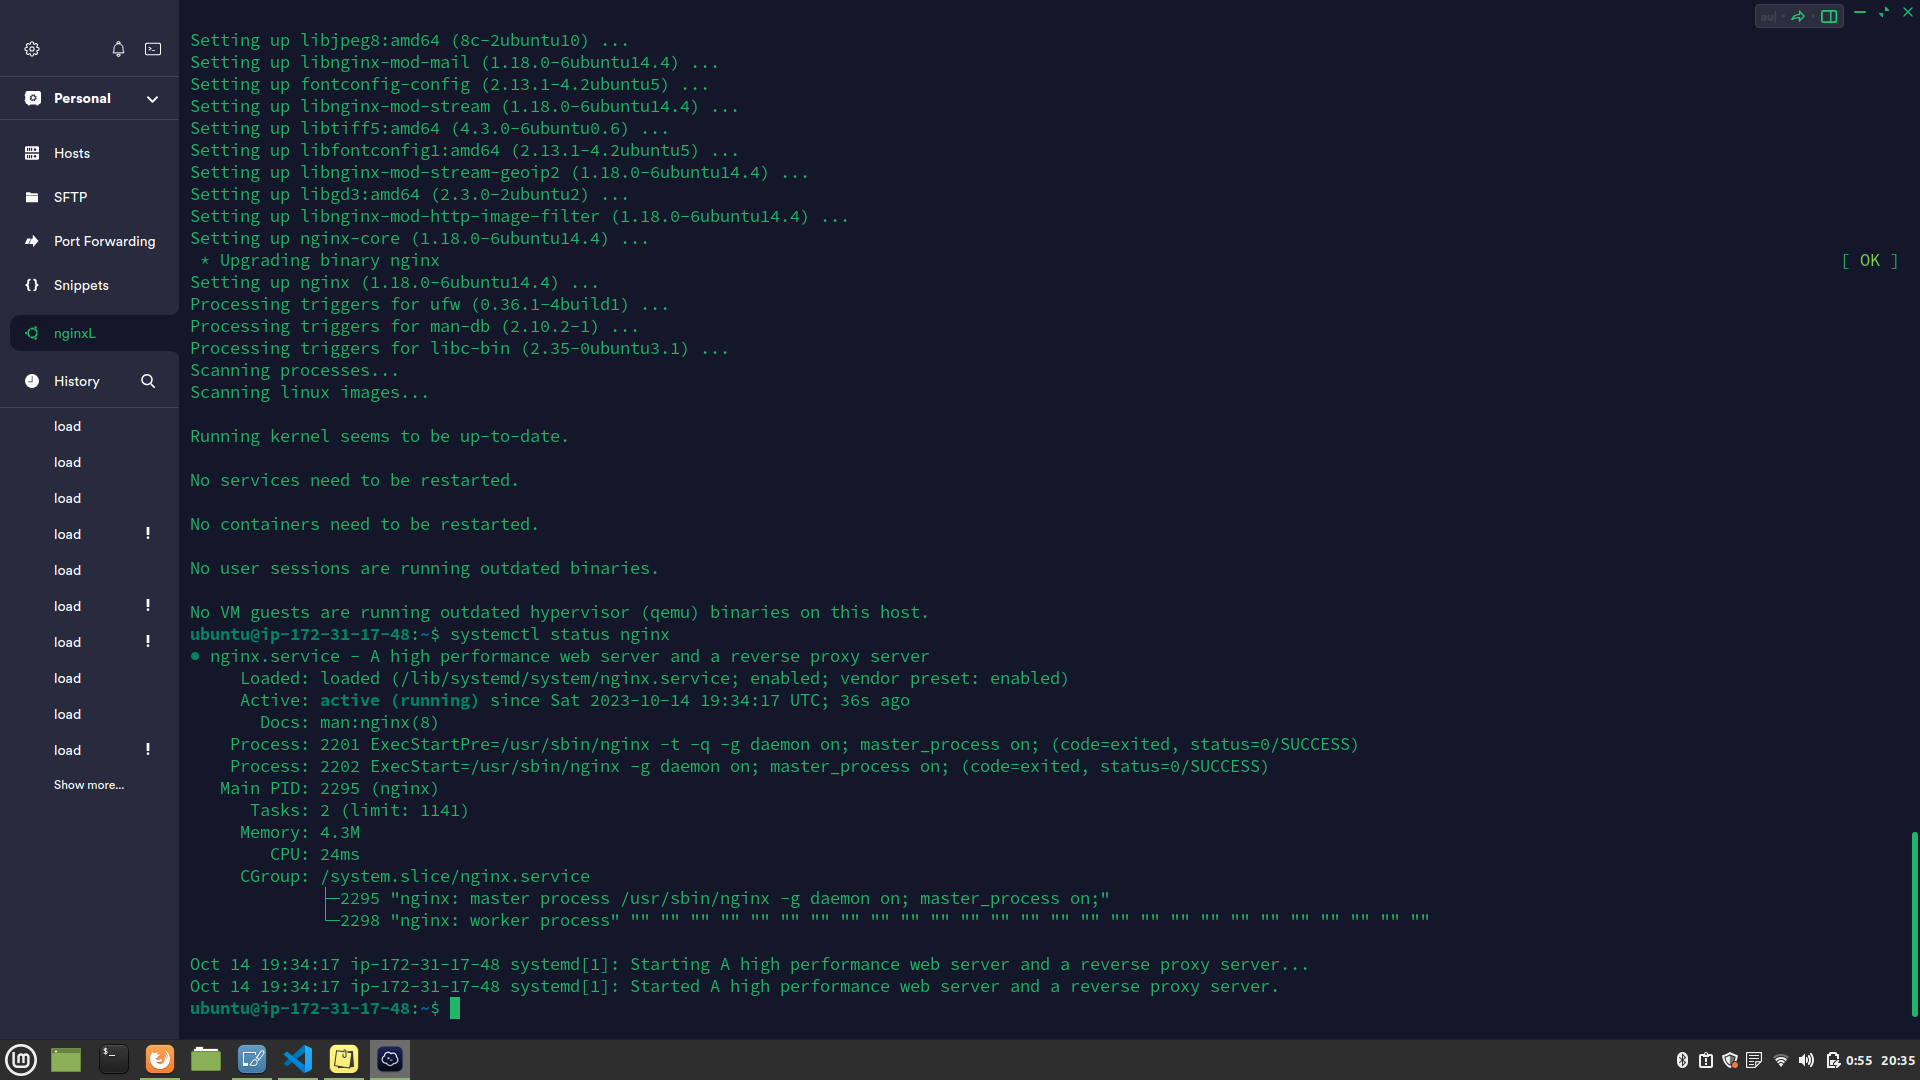 au|
Personal
Hosts
SFTP
Port Forwarding
Snippets
nginxL
History
load
load
load
load !
load
load !
load !
load
load
load !
Show more...
Setting up libjpeg8:amd64 (8c-2ubuntu10) ...
Setting up libnginx-mod-mail (1.18.0-6ubuntu14.4) ...
Setting up fontconfig-config (2.13.1-4.2ubuntu5) ...
Setting up libnginx-mod-stream (1.18.0-6ubuntu14.4) ...
Setting up libtiff5:amd64 (4.3.0-6ubuntu0.6) ...
Setting up libfontconfig1:amd64 (2.13.1-4.2ubuntu5) ...
Setting up libnginx-mod-stream-geoip2 (1.18.0-6ubuntu14.4) ...
Setting up libgd3:amd64 (2.3.0-2ubuntu2) ...
Setting up libnginx-mod-http-image-filter (1.18.0-6ubuntu14.4) ...
Setting up nginx-core (1.18.0-6ubuntu14.4) ...
* Upgrading binary nginx [ OK ]
Setting up nginx (1.18.0-6ubuntu14.4) ...
Processing triggers for ufw (0.36.1-4build1) ...
Processing triggers for man-db (2.10.2-1) ...
Processing triggers for libc-bin (2.35-0ubuntu3.1) ...
Scanning processes...
Scanning linux images...
Running kernel seems to be up-to-date.
No services need to be restarted.
No containers need to be restarted.
No user sessions are running outdated binaries.
No VM guests are running outdated hypervisor (qemu) binaries on this host.
ubuntu@ip-172-31-17-48:~$ systemctl status nginx
● nginx.service - A high performance web server and a reverse proxy server
Loaded: loaded (/lib/systemd/system/nginx.service; enabled; vendor preset: enabled)
Active: active (running) since Sat 2023-10-14 19:34:17 UTC; 36s ago
Docs: man:nginx(8)
Process: 2201 ExecStartPre=/usr/sbin/nginx -t -q -g daemon on; master_process on; (code=exited, status=0/SUCCESS)
Process: 2202 ExecStart=/usr/sbin/nginx -g daemon on; master_process on; (code=exited, status=0/SUCCESS)
Main PID: 2295 (nginx)
Tasks: 2 (limit: 1141)
Memory: 4.3M
CPU: 24ms
CGroup: /system.slice/nginx.service
├─2295 "nginx: master process /usr/sbin/nginx -g daemon on; master_process on;"
└─2298 "nginx: worker process" "" "" "" "" "" "" "" "" "" "" "" "" "" "" "" "" "" "" "" "" "" "" "" "" "" "" ""
Oct 14 19:34:17 ip-172-31-17-48 systemd[1]: Starting A high performance web server and a reverse proxy server...
Oct 14 19:34:17 ip-172-31-17-48 systemd[1]: Started A high performance web server and a reverse proxy server.
ubuntu@ip-172-31-17-48:~$
0:55 20:35